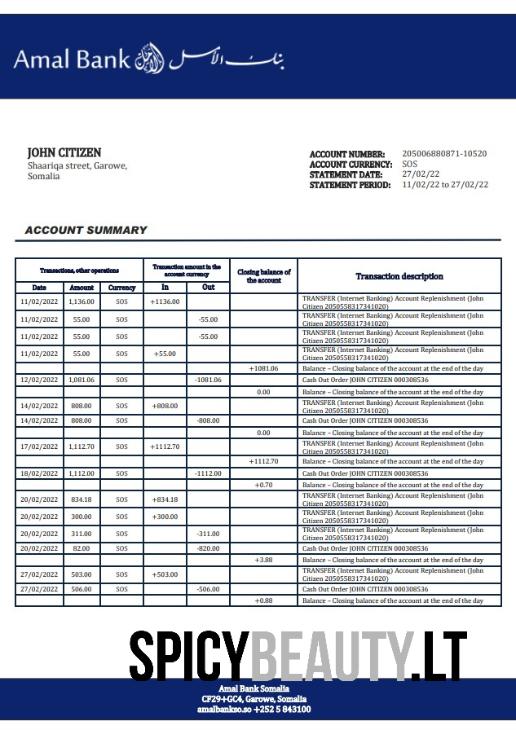 Amal Bank بنك الأمل
JOHN CITIZEN
Shaariqa street, Garowe,
Somalia
ACCOUNT NUMBER: 205006880871-10520
ACCOUNT CURRENCY: SOS
STATEMENT DATE: 27/02/22
STATEMENT PERIOD: 11/02/22 to 27/02/22
ACCOUNT SUMMARY
Transactions, other operations
Transaction amount in the
account currency
Closing balance of
the account
Transaction description
Date Amount Currency In Out
11/02/2022 1,136.00 SOS +1136.00 TRANSFER (Internet Banking) Account Replenishment (John
Citizen 2050558317341020)
11/02/2022 55.00 SOS -55.00 TRANSFER (Internet Banking) Account Replenishment (John
Citizen 2050558317341020)
11/02/2022 55.00 SOS -55.00 TRANSFER (Internet Banking) Account Replenishment (John
Citizen 2050558317341020)
11/02/2022 55.00 SOS +55.00 TRANSFER (Internet Banking) Account Replenishment (John
Citizen 2050558317341020)
+1081.06 Balance – Closing balance of the account at the end of the day
12/02/2022 1,081.06 SOS -1081.06 Cash Out Order JOHN CITIZEN 000308536
0.00 Balance – Closing balance of the account at the end of the day
14/02/2022 808.00 SOS +808.00 TRANSFER (Internet Banking) Account Replenishment (John
Citizen 2050558317341020)
14/02/2022 808.00 SOS -808.00 Cash Out Order JOHN CITIZEN 000308536
0.00 Balance – Closing balance of the account at the end of the day
17/02/2022 1,112.70 SOS +1112.70 TRANSFER (Internet Banking) Account Replenishment (John
Citizen 2050558317341020)
+1112.70 Balance – Closing balance of the account at the end of the day
18/02/2022 1,112.00 SOS -1112.00 Cash Out Order JOHN CITIZEN 000308536
+0.70 Balance – Closing balance of the account at the end of the day
20/02/2022 834.18 SOS +834.18 TRANSFER (Internet Banking) Account Replenishment (John
Citizen 2050558317341020)
20/02/2022 300.00 SOS +300.00 TRANSFER (Internet Banking) Account Replenishment (John
Citizen 2050558317341020)
20/02/2022 311.00 SOS -311.00 TRANSFER (Internet Banking) Account Replenishment (John
Citizen 2050558317341020)
20/02/2022 82.00 SOS -820.00 Cash Out Order JOHN CITIZEN 000308536
+3.88 Balance – Closing balance of the account at the end of the day
27/02/2022 503.00 SOS +503.00 TRANSFER (Internet Banking) Account Replenishment (John
Citizen 2050558317341020)
27/02/2022 506.00 SOS -506.00 Cash Out Order JOHN CITIZEN 000308536
+0.88 Balance – Closing balance of the account at the end of the day
SPICYBEAUTY.LT
Amal Bank Somalia
CF29+GC4, Garowe, Somalia
amalbankso.so +252 5 843100